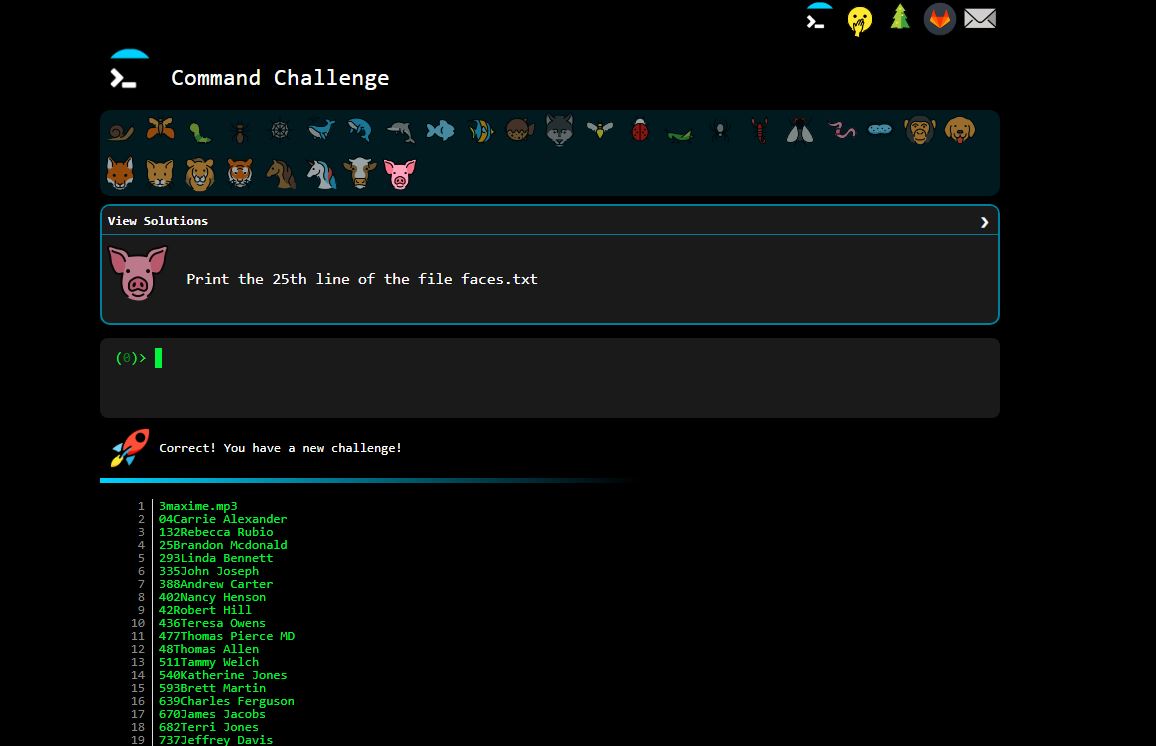 Command Challenge
View Solutions
Print the 25th line of the file faces.txt
(0)>
Correct! You have a new challenge!
1 3maxime.mp3
2 04Carrie Alexander
3 132Rebecca Rubio
4 25Brandon Mcdonald
5 293Linda Bennett
6 335John Joseph
7 388Andrew Carter
8 402Nancy Henson
9 42Robert Hill
10 436Teresa Owens
11 477Thomas Pierce MD
12 48Thomas Allen
13 511Tammy Welch
14 540Katherine Jones
15 593Brett Martin
16 639Charles Ferguson
17 670James Jacobs
18 682Terri Jones
19 737Jeffrey Davis